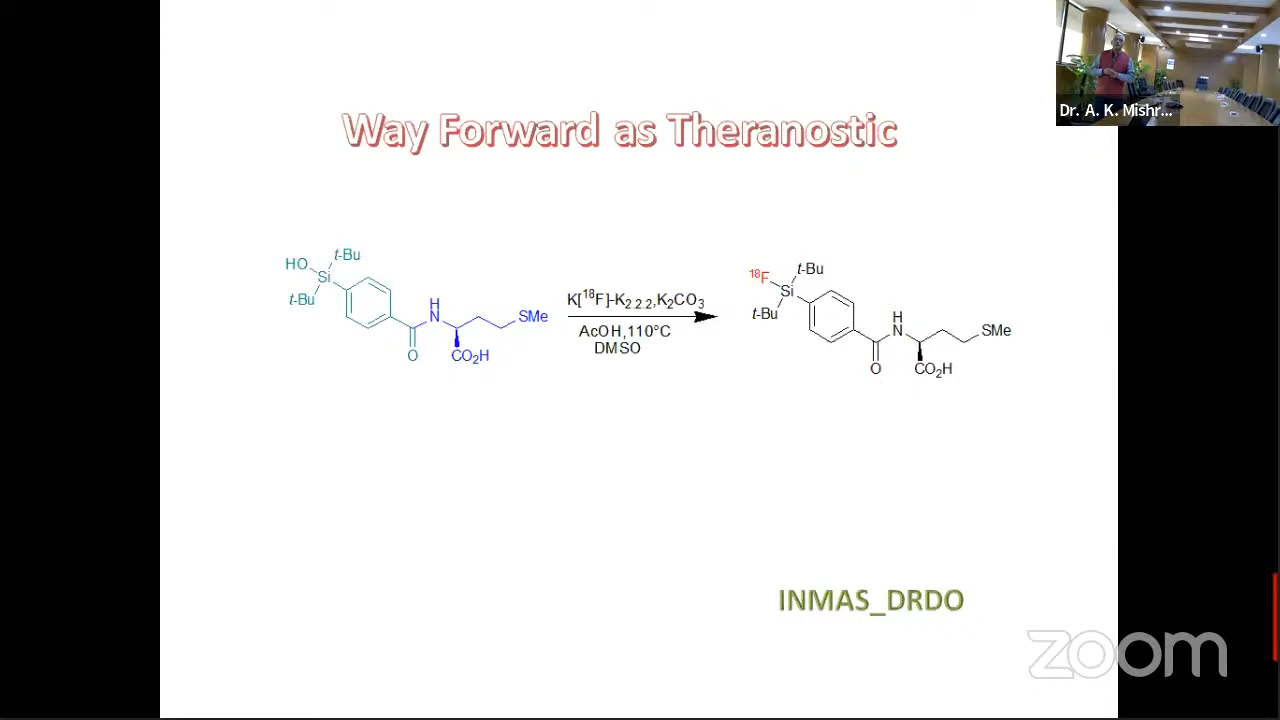 Dr. A. K. Mishr...
Way Forward as Theranostic
HO
t-Bu
Si
t-Bu
H
N
SMe
O
CO2H
K[18F]-K2.2.2,K2CO3
AcOH,110°C
DMSO
18F
t-Bu
Si
t-Bu
H
N
SMe
O
CO2H
INMAS_DRDO
zoom